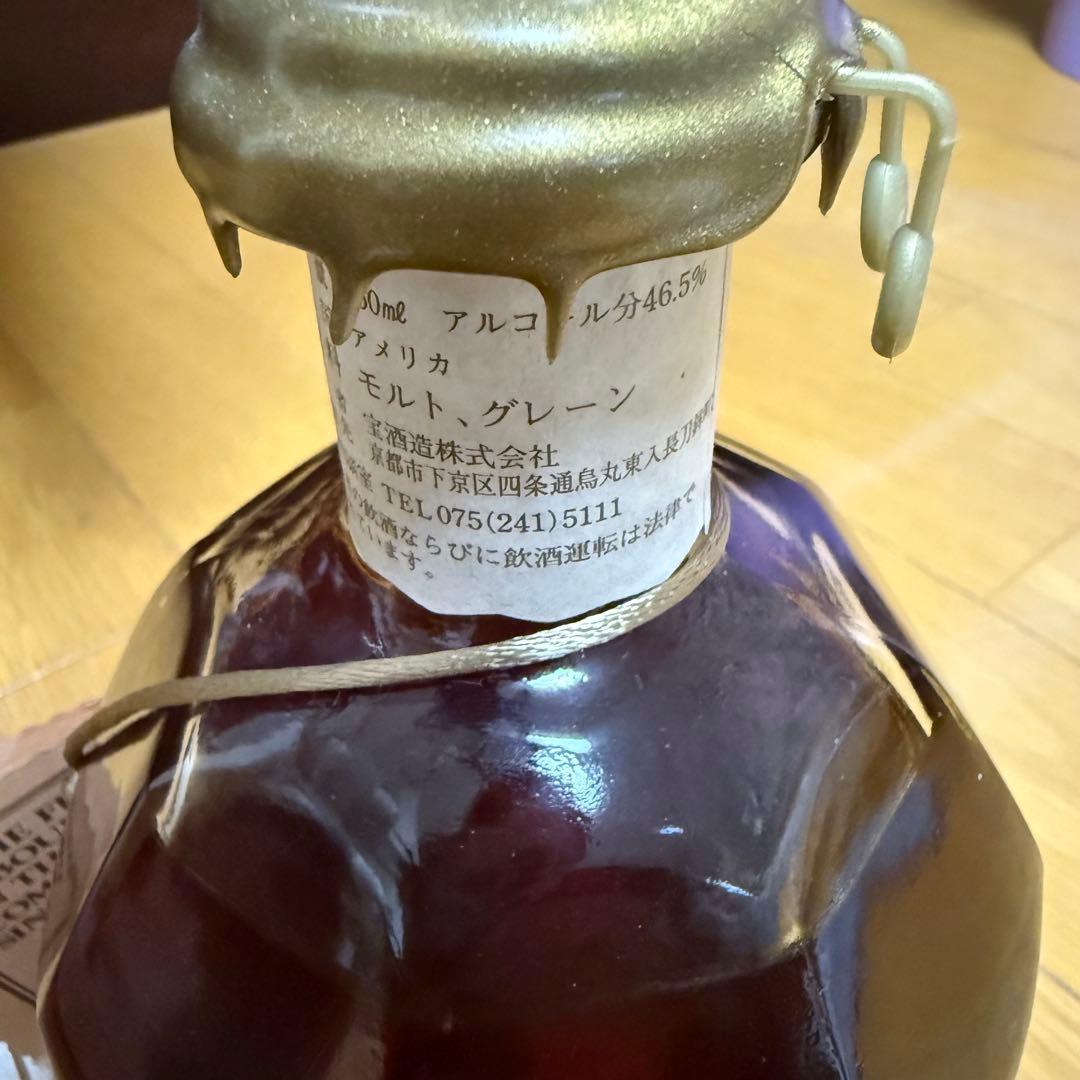 0ml アルコール分46.5%
アメリカ
モルト、グレーン
宝酒造株式会社
京都市下京区四条通烏丸東入長刀鉾町
TEL 075(241)5111
の飲酒ならびに飲酒運転は法律で
ています。